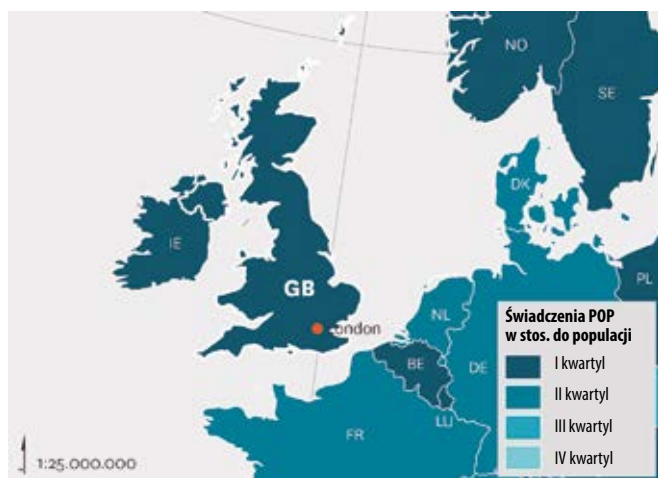 NO
SE
DK
IE
GB
PL
London
NL
BE
DE
LU
FR
Świadczenia POP
w stos. do populacji
I kwartyl
II kwartyl
III kwartyl
IV kwartyl
1:25.000.000